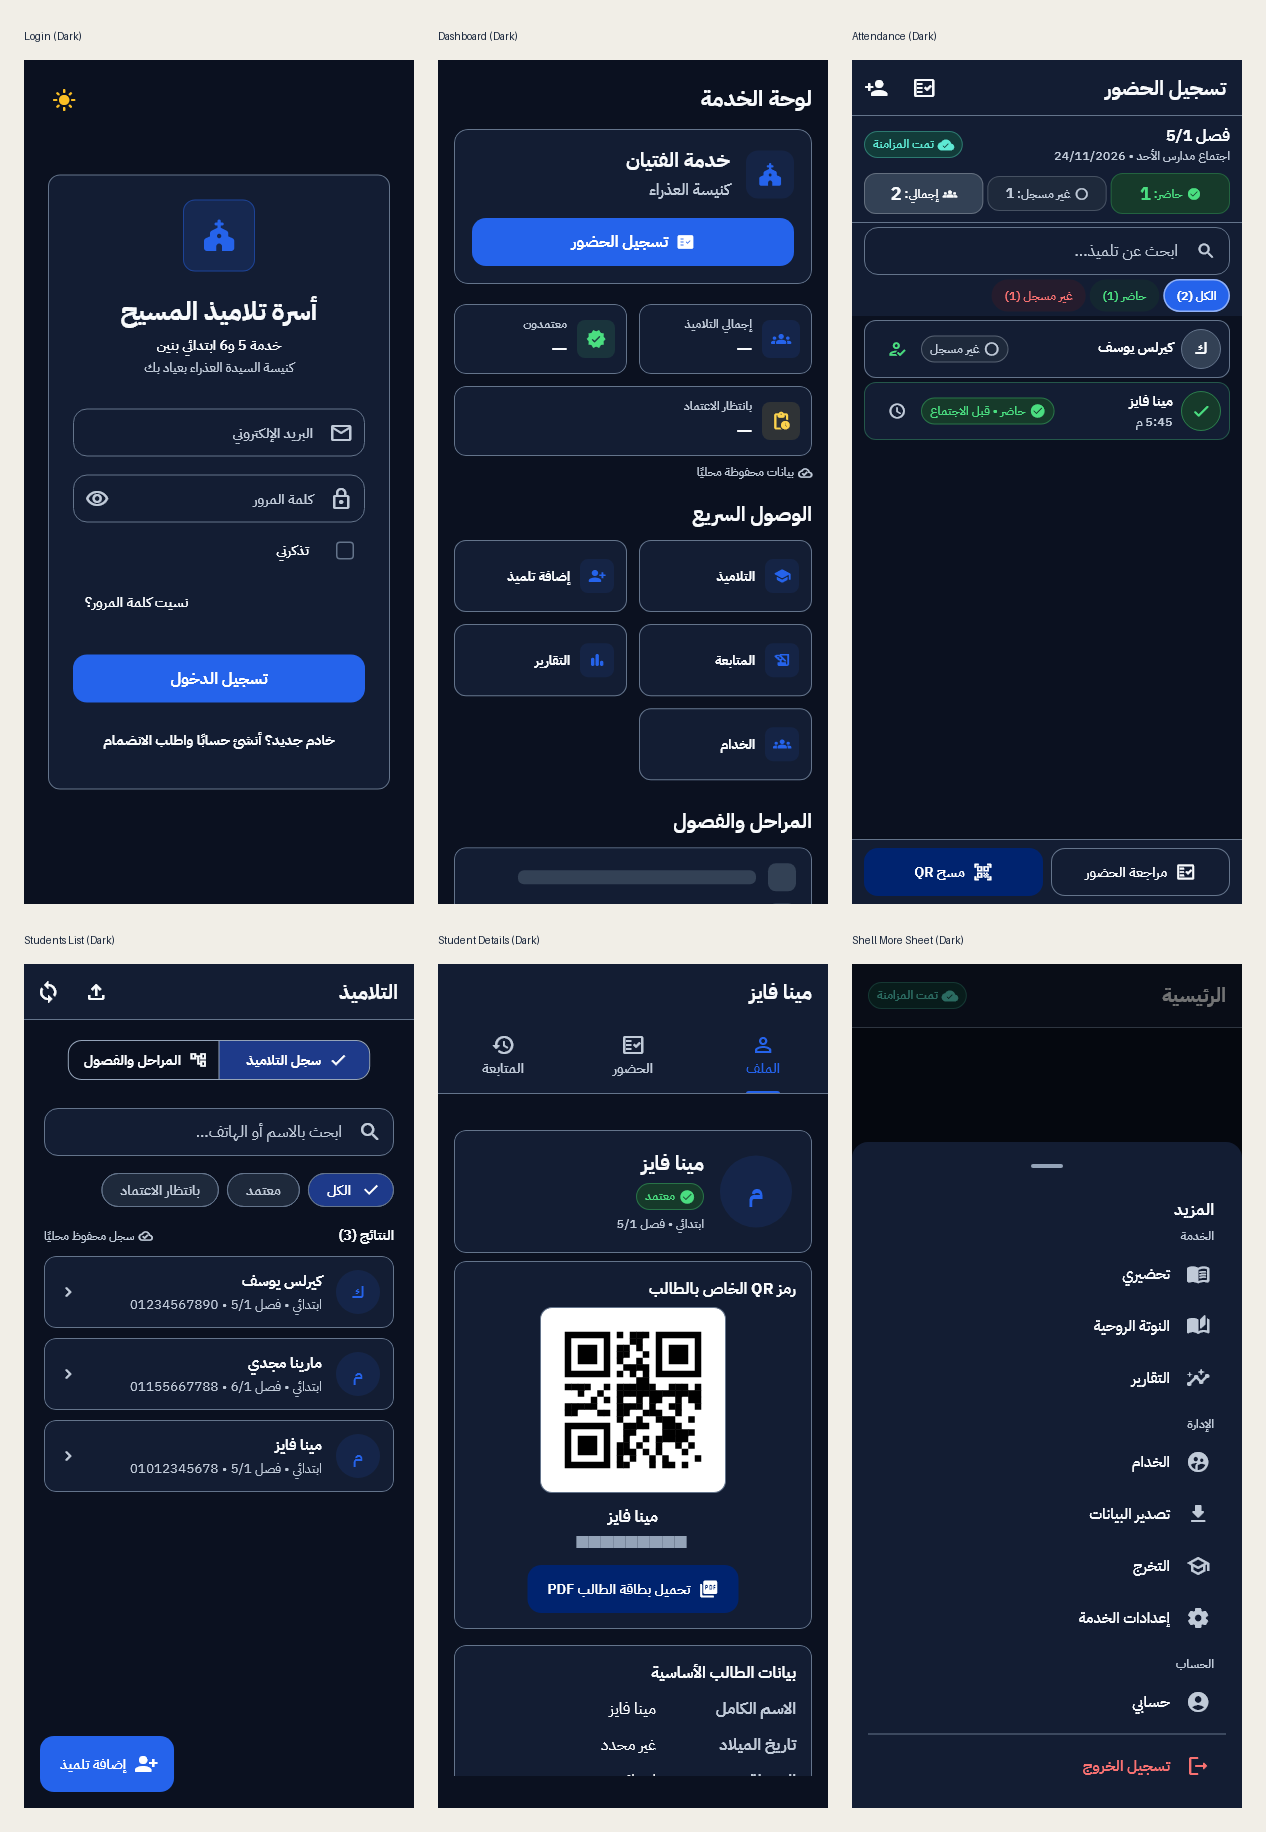 Login (Dark)
أسرة تلاميذ المسيح
خدمة 5 و6 ابتدائي بنين
كنيسة السيدة العذراء بعياد بك
البريد الإلكتروني
كلمة المرور
تذكرني
نسيت كلمة المرور؟
تسجيل الدخول
خادم جديد؟ أنشئ حسابًا واطلب الانضمام
Dashboard (Dark)
لوحة الخدمة
خدمة الفتيان
كنيسة العذراء
تسجيل الحضور
إجمالي التلاميذ
—
معتمدون
—
بانتظار الاعتماد
—
بيانات محفوظة محليًا
الوصول السريع
التلاميذ
إضافة تلميذ
المتابعة
التقارير
الخدام
المراحل والفصول
Attendance (Dark)
تسجيل الحضور
فصل 5/1
تمت المزامنة
اجتماع مدارس الأحد • 24/11/2026
حاضر: 1
غير مسجل: 1
إجمالي: 2
ابحث عن تلميذ...
الكل (2)
حاضر (1)
غير مسجل (1)
ك
كيرلس يوسف
غير مسجل
مينا فايز
5:45 م
حاضر • قبل الاجتماع
مراجعة الحضور
مسح QR
Students List (Dark)
التلاميذ
سجل التلاميذ
المراحل والفصول
ابحث بالاسم أو الهاتف...
الكل
معتمد
بانتظار الاعتماد
النتائج (3)
سجل محفوظ محليًا
ك
كيرلس يوسف
ابتدائي • فصل 5/1 • 01234567890
م
مارينا مجدي
ابتدائي • فصل 6/1 • 01155667788
م
مينا فايز
ابتدائي • فصل 5/1 • 01012345678
إضافة تلميذ
Student Details (Dark)
مينا فايز
الملف
الحضور
المتابعة
م
مينا فايز
معتمد
ابتدائي • فصل 5/1
رمز QR الخاص بالطالب
مينا فايز
تحميل بطاقة الطالب PDF
بيانات الطالب الأساسية
الاسم الكامل
مينا فايز
تاريخ الميلاد
غير محدد
Shell More Sheet (Dark)
الرئيسية
تمت المزامنة
المزيد
الخدمة
تحضيري
النوتة الروحية
التقارير
الإدارة
الخدام
تصدير البيانات
التخرج
إعدادات الخدمة
الحساب
حسابي
تسجيل الخروج